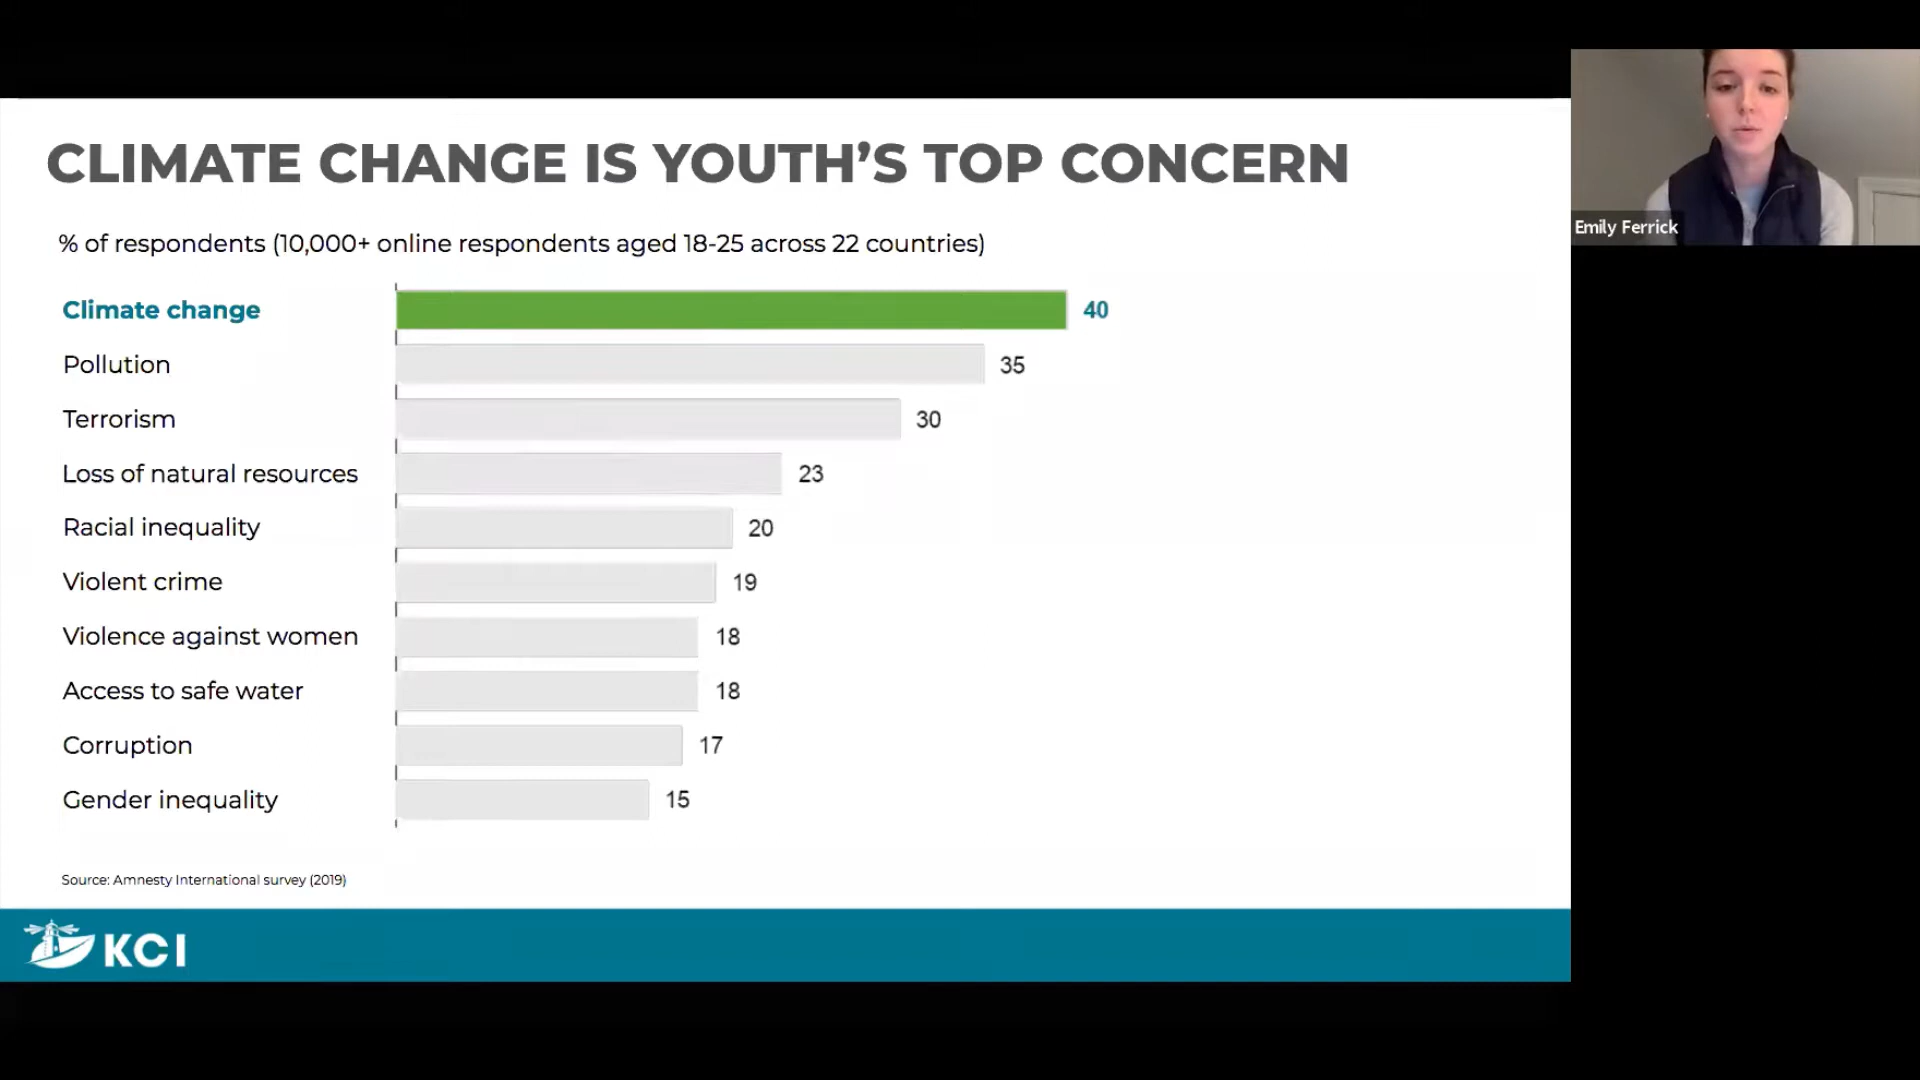 CLIMATE CHANGE IS YOUTH'S TOP CONCERN
% of respondents (10,000+ online respondents aged 18-25 across 22 countries)
Climate change 40
Pollution 35
Terrorism 30
Loss of natural resources 23
Racial inequality 20
Violent crime 19
Violence against women 18
Access to safe water 18
Corruption 17
Gender inequality 15
Source: Amnesty International survey (2019)
KCI
Emily Ferrick